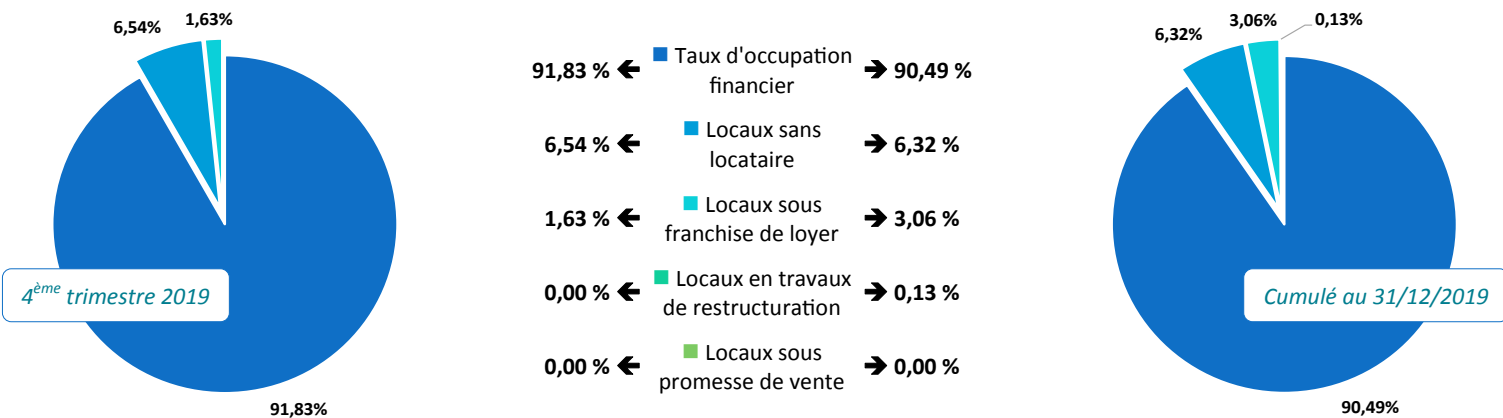 6,54%
1,63%
91,83%
4ème trimestre 2019
91,83 % 🡸 Taux d'occupation 🡺 90,49 %
financier
6,54 % 🡸 Locaux sans 🡺 6,32 %
locataire
1,63 % 🡸 Locaux sous 🡺 3,06 %
franchise de loyer
0,00 % 🡸 Locaux en travaux 🡺 0,13 %
de restructuration
0,00 % 🡸 Locaux sous 🡺 0,00 %
promesse de vente
6,32%
3,06%
0,13%
Cumulé au 31/12/2019
90,49%